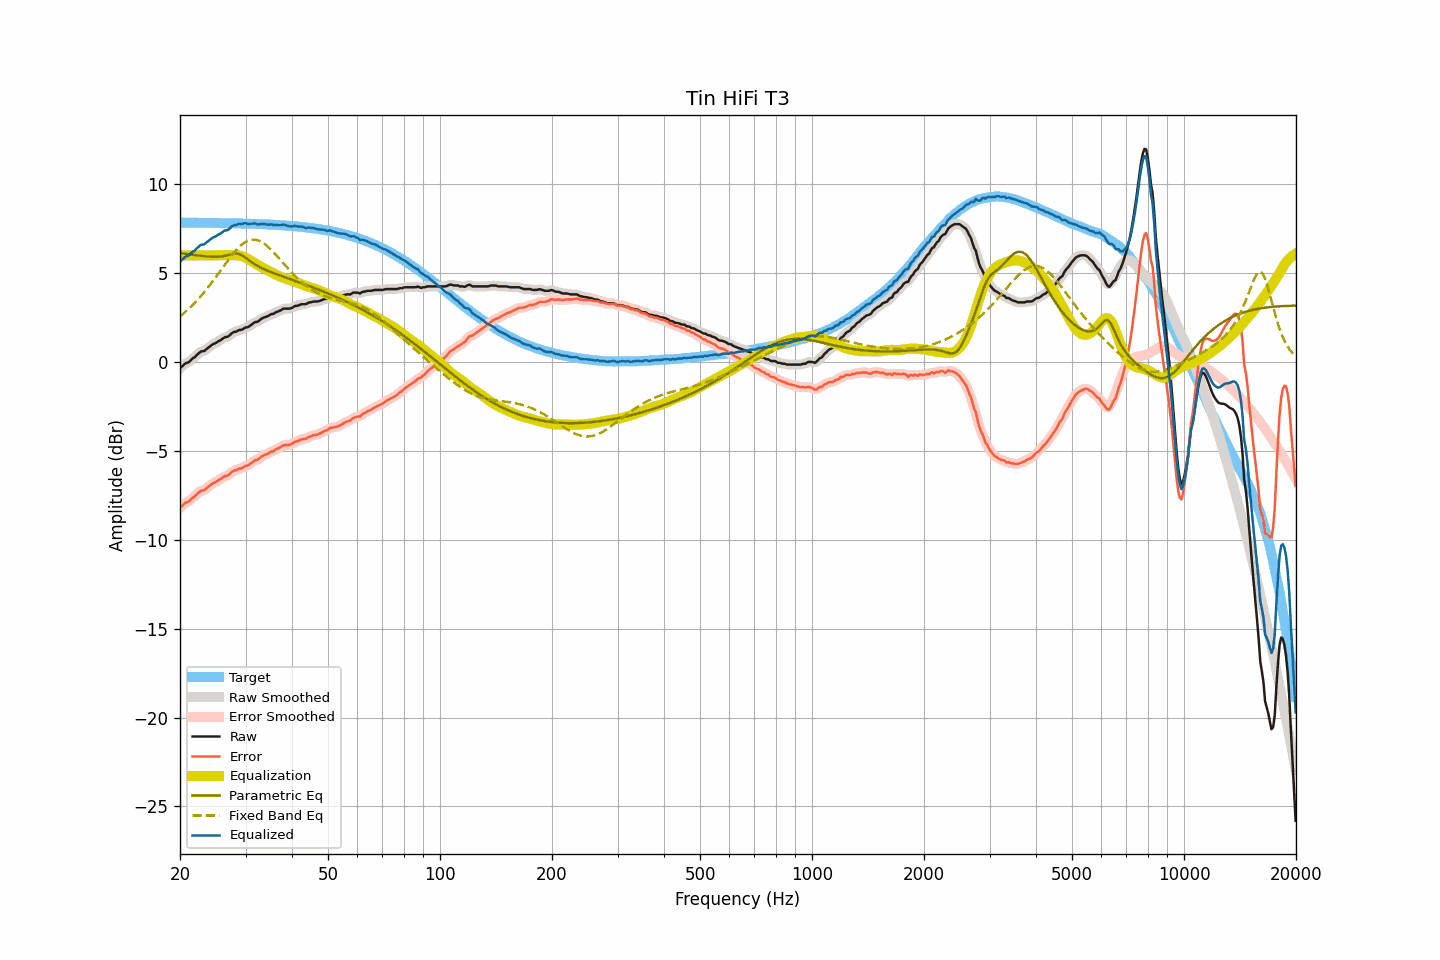 Tin HiFi T3
Amplitude (dBr)
10
5
0
−5
−10
−15
−20
−25
Target
Raw Smoothed
Error Smoothed
Raw
Error
Equalization
Parametric Eq
Fixed Band Eq
Equalized
20 50 100 200 500 1000 2000 5000 10000 20000
Frequency (Hz)